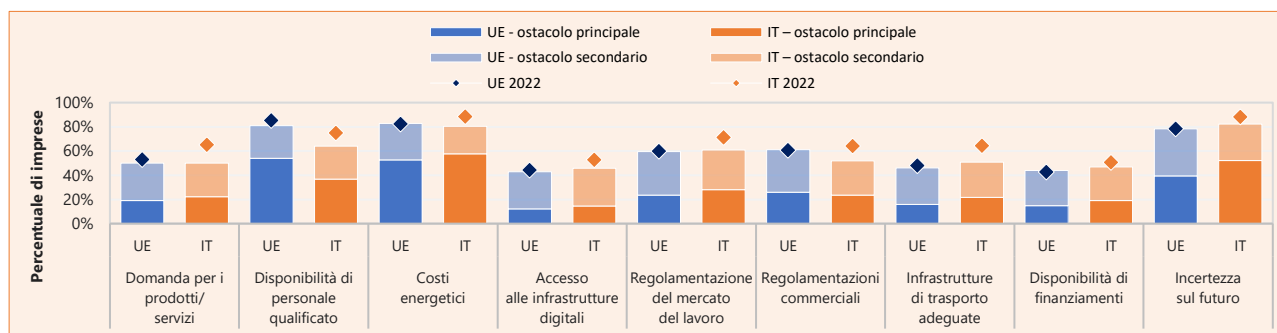 UE - ostacolo principale
IT – ostacolo principale
UE - ostacolo secondario
IT – ostacolo secondario
UE 2022
IT 2022
Percentuale di imprese
100%
80%
60%
40%
20%
0%
UE IT UE IT UE IT UE IT UE IT UE IT UE IT UE IT UE IT
Domanda per i
prodotti/
servizi
Disponibilità di
personale
qualificato
Costi
energetici
Accesso
alle infrastrutture
digitali
Regolamentazione
del mercato
del lavoro
Regolamentazioni
commerciali
Infrastrutture
di trasporto
adeguate
Disponibilità di
finanziamenti
Incertezza
sul futuro